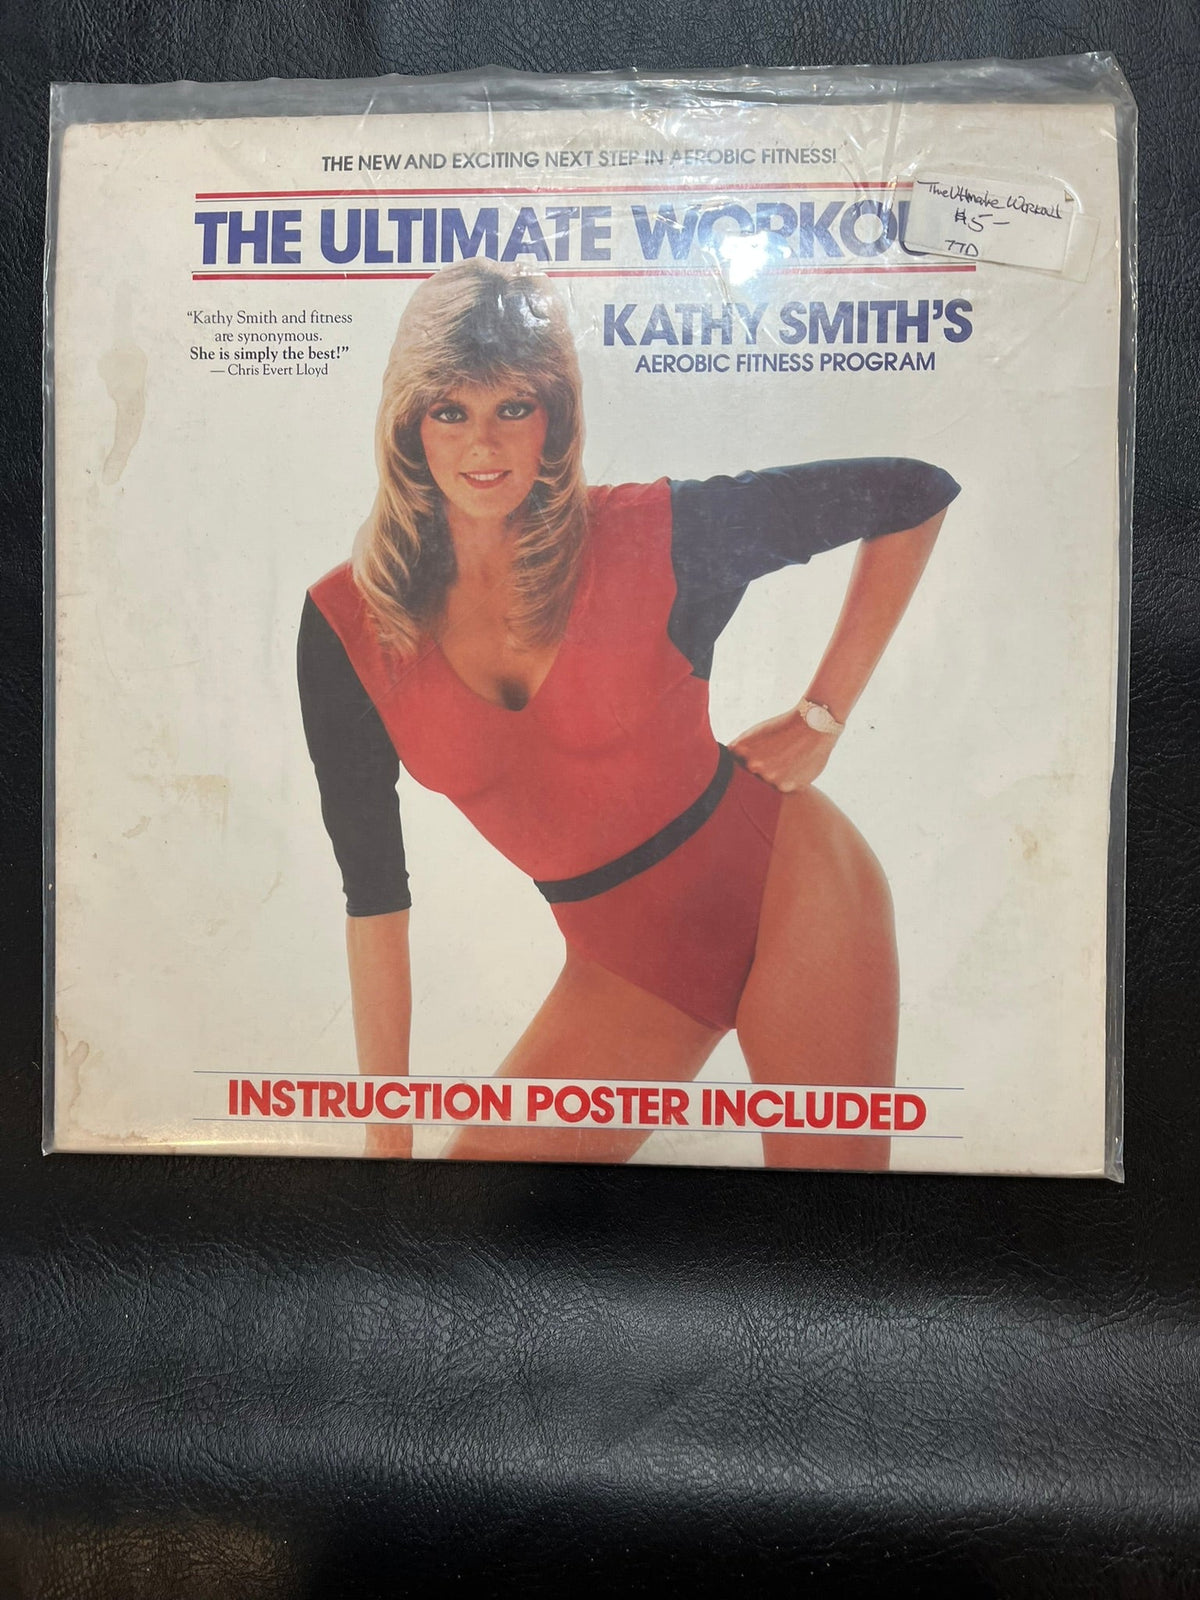 THE NEW AND EXCITING NEXT STEP IN AEROBIC FITNESS!
THE ULTIMATE WORKOU
The Ultimate Workout
$5-
TTD
"Kathy Smith and fitness
are synonymous.
She is simply the best!"
— Chris Evert Lloyd
KATHY SMITH'S
AEROBIC FITNESS PROGRAM
INSTRUCTION POSTER INCLUDED